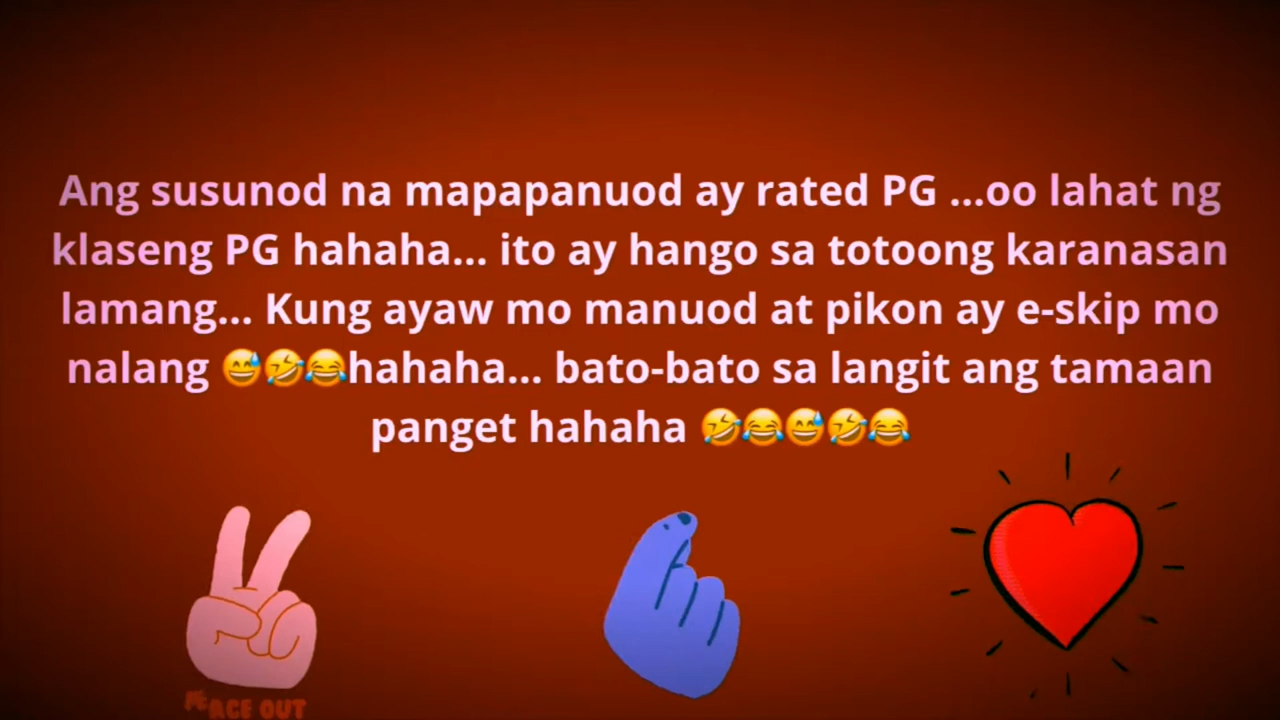 Ang susunod na mapapanuod ay rated PG ...oo lahat ng
klaseng PG hahaha... ito ay hango sa totoong karanasan
lamang... Kung ayaw mo manuod at pikon ay e-skip mo
nalang 😅🤣😂hahaha... bato-bato sa langit ang tamaan
panget hahaha 🤣😂😅🤣😂
PEACE OUT